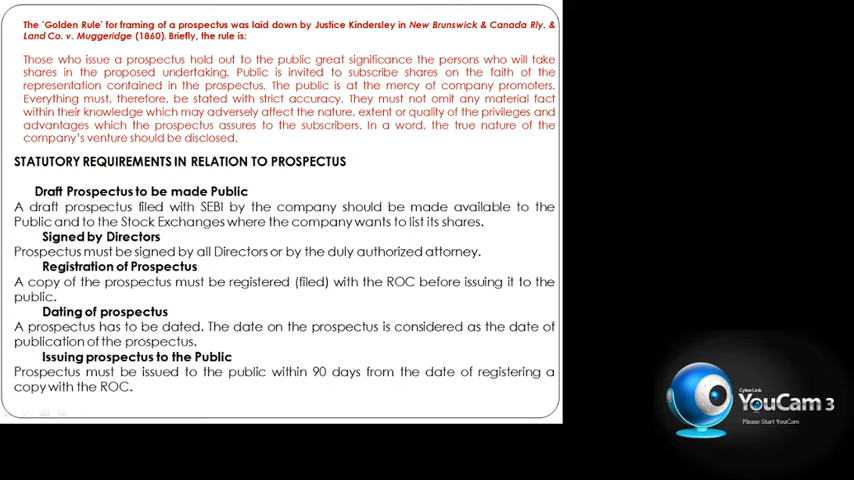 The 'Golden Rule' for framing of a prospectus was laid down by Justice Kindersley in New Brunswick & Canada Rly. &
Land Co. v. Muggeridge (1860). Briefly, the rule is:
Those who issue a prospectus hold out to the public great significance the persons who will take
shares in the proposed undertaking. Public is invited to subscribe shares on the faith of the
representation contained in the prospectus. The public is at the mercy of company promoters.
Everything must, therefore, be stated with strict accuracy. They must not omit any material fact
within their knowledge which may adversely affect the nature, extent or quality of the privileges and
advantages which the prospectus assures to the subscribers. In a word, the true nature of the
company's venture should be disclosed.
STATUTORY REQUIREMENTS IN RELATION TO PROSPECTUS
Draft Prospectus to be made Public
A draft prospectus filed with SEBI by the company should be made available to the
Public and to the Stock Exchanges where the company wants to list its shares.
Signed by Directors
Prospectus must be signed by all Directors or by the duly authorized attorney.
Registration of Prospectus
A copy of the prospectus must be registered (filed) with the ROC before issuing it to the
public.
Dating of prospectus
A prospectus has to be dated. The date on the prospectus is considered as the date of
publication of the prospectus.
Issuing prospectus to the Public
Prospectus must be issued to the public within 90 days from the date of registering a
copy with the ROC.
CyberLink
YouCam 3
Please Start YouCam